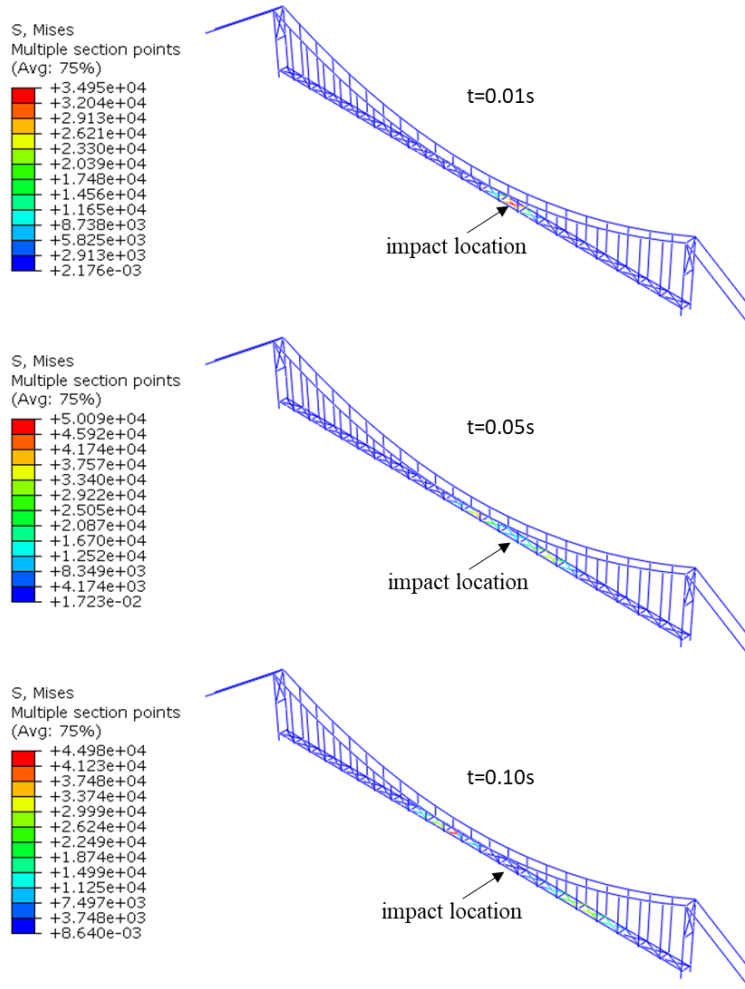 S, Mises
Multiple section points
(Avg: 75%)
+3.495e+04
+3.204e+04
+2.913e+04
+2.621e+04
+2.330e+04
+2.039e+04
+1.748e+04
+1.456e+04
+1.165e+04
+8.738e+03
+5.825e+03
+2.913e+03
+2.176e-03
t=0.01s
impact location
S, Mises
Multiple section points
(Avg: 75%)
+5.009e+04
+4.592e+04
+4.174e+04
+3.757e+04
+3.340e+04
+2.922e+04
+2.505e+04
+2.087e+04
+1.670e+04
+1.252e+04
+8.349e+03
+4.174e+03
+1.723e-02
t=0.05s
impact location
S, Mises
Multiple section points
(Avg: 75%)
+4.498e+04
+4.123e+04
+3.748e+04
+3.374e+04
+2.999e+04
+2.624e+04
+2.249e+04
+1.874e+04
+1.499e+04
+1.125e+04
+7.497e+03
+3.748e+03
+8.640e-03
t=0.10s
impact location